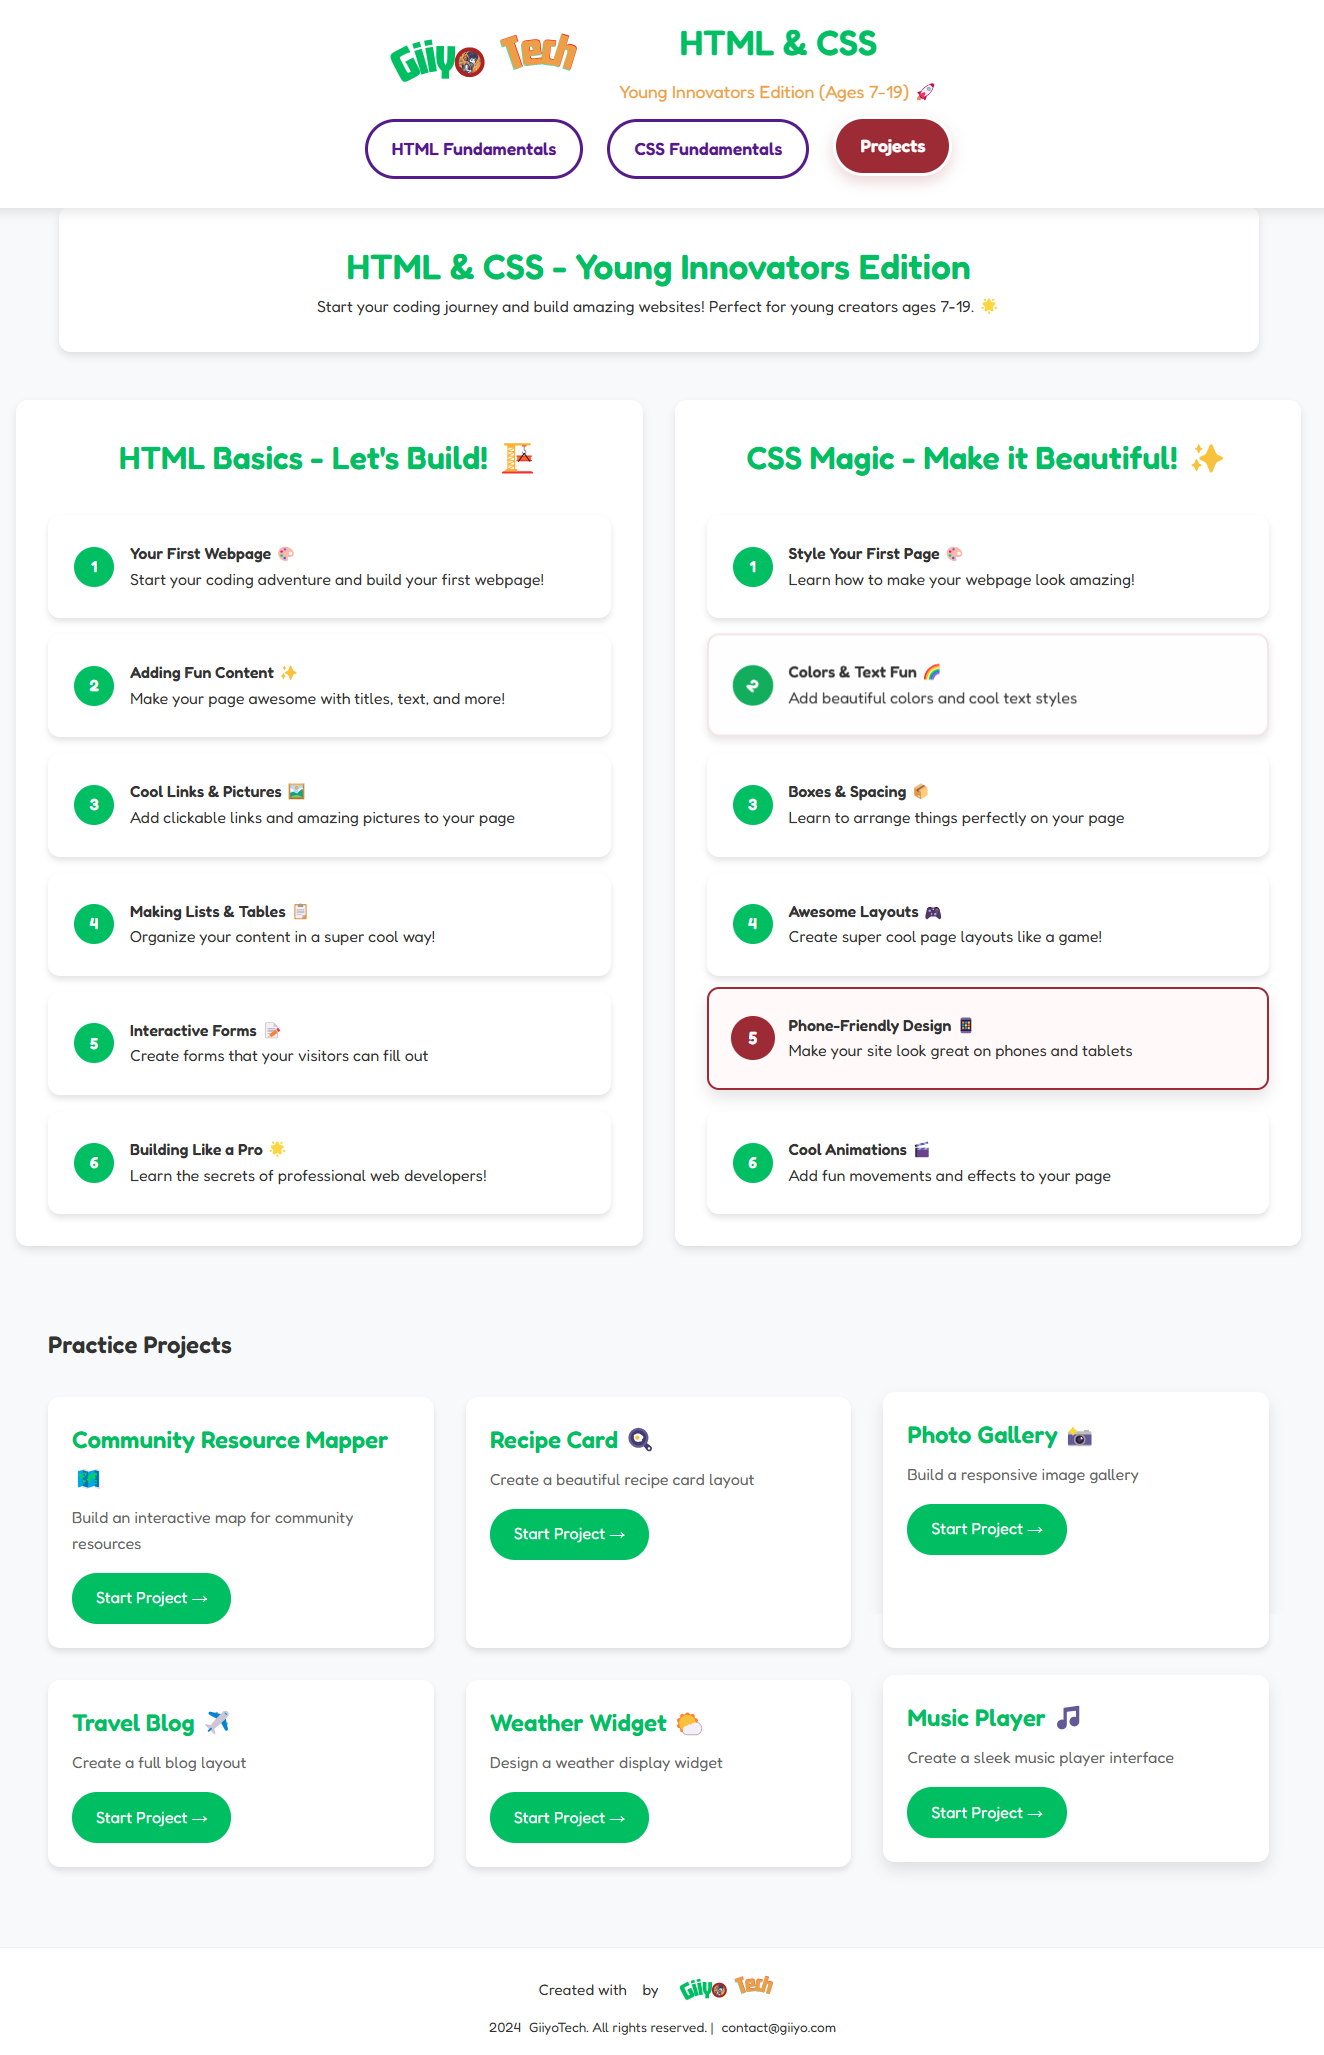 Giiyo Tech
HTML & CSS
Young Innovators Edition (Ages 7-19) 🚀
HTML Fundamentals
CSS Fundamentals
Projects
HTML & CSS - Young Innovators Edition
Start your coding journey and build amazing websites! Perfect for young creators ages 7-19. 🌟
HTML Basics - Let's Build! 🏗️
1
Your First Webpage 🎨
Start your coding adventure and build your first webpage!
2
Adding Fun Content ✨
Make your page awesome with titles, text, and more!
3
Cool Links & Pictures 🖼️
Add clickable links and amazing pictures to your page
4
Making Lists & Tables 📋
Organize your content in a super cool way!
5
Interactive Forms 📝
Create forms that your visitors can fill out
6
Building Like a Pro 🌟
Learn the secrets of professional web developers!
CSS Magic - Make it Beautiful! ✨
1
Style Your First Page 🎨
Learn how to make your webpage look amazing!
2
Colors & Text Fun 🌈
Add beautiful colors and cool text styles
3
Boxes & Spacing 📦
Learn to arrange things perfectly on your page
4
Awesome Layouts 🎮
Create super cool page layouts like a game!
5
Phone-Friendly Design 📱
Make your site look great on phones and tablets
6
Cool Animations 🎬
Add fun movements and effects to your page
Practice Projects
Community Resource Mapper
🗺️
Build an interactive map for community
resources
Start Project →
Recipe Card 🍳
Create a beautiful recipe card layout
Start Project →
Photo Gallery 📸
Build a responsive image gallery
Start Project →
Travel Blog ✈️
Create a full blog layout
Start Project →
Weather Widget 🌤️
Design a weather display widget
Start Project →
Music Player 🎵
Create a sleek music player interface
Start Project →
Created with by Giiyo Tech
2024 GiiyoTech. All rights reserved. | contact@giiyo.com